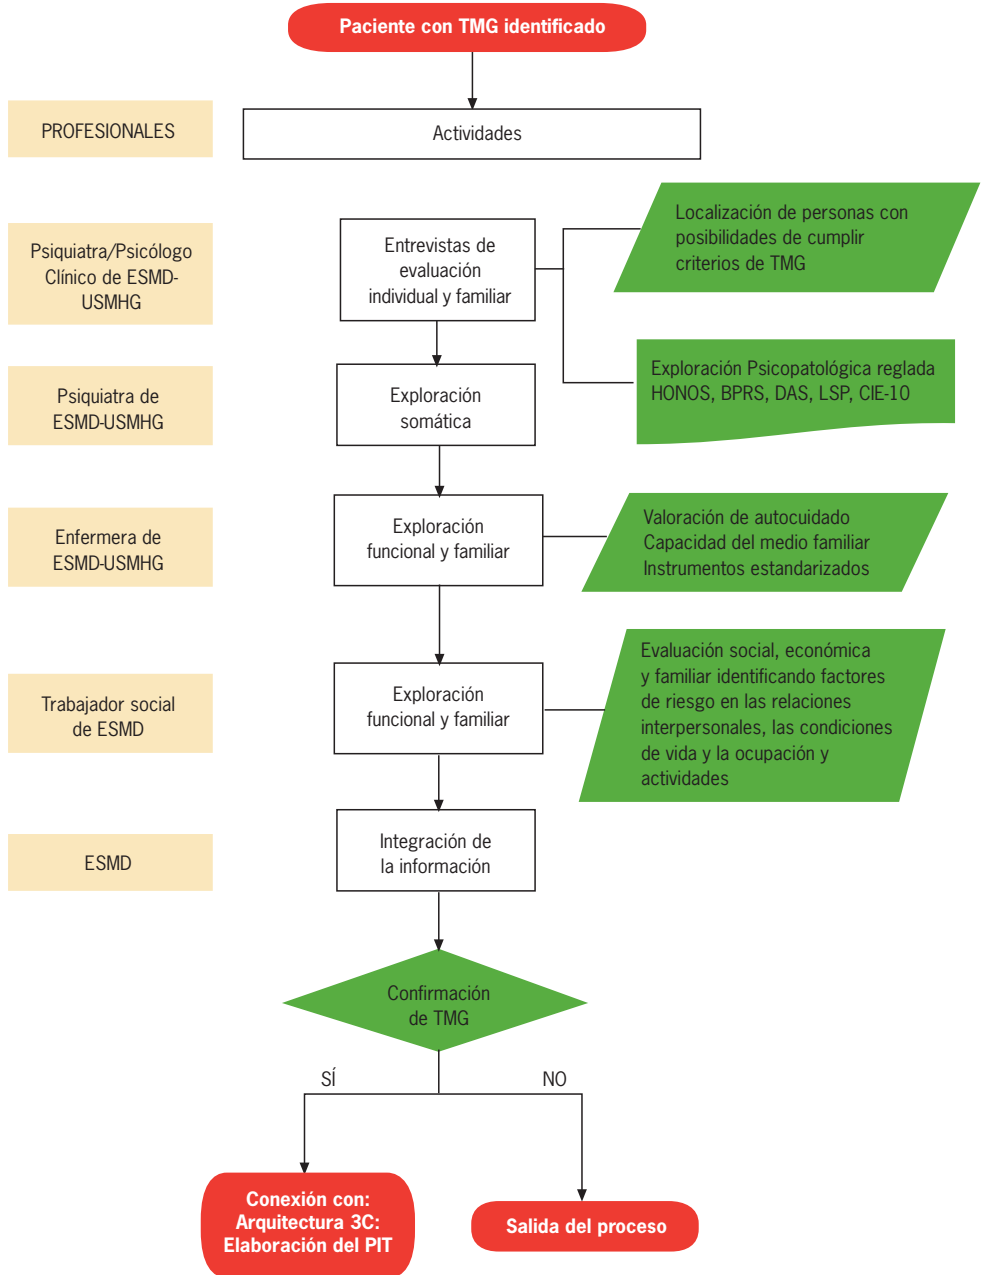 Paciente con TMG identificado
PROFESIONALES
Actividades
Psiquiatra/Psicólogo
Clínico de ESMD-
USMHG
Entrevistas de
evaluación
individual y familiar
Localización de personas con
posibilidades de cumplir
criterios de TMG
Exploración Psicopatológica reglada
HONOS, BPRS, DAS, LSP, CIE-10
Psiquiatra de
ESMD-USMHG
Exploración
somática
Enfermera de
ESMD-USMHG
Exploración
funcional y familiar
Valoración de autocuidado
Capacidad del medio familiar
Instrumentos estandarizados
Trabajador social
de ESMD
Exploración
funcional y familiar
Evaluación social, económica
y familiar identificando factores
de riesgo en las relaciones
interpersonales, las condiciones
de vida y la ocupación y
actividades
ESMD
Integración de
la información
Confirmación
de TMG
SÍ
NO
Conexión con:
Arquitectura 3C:
Elaboración del PIT
Salida del proceso